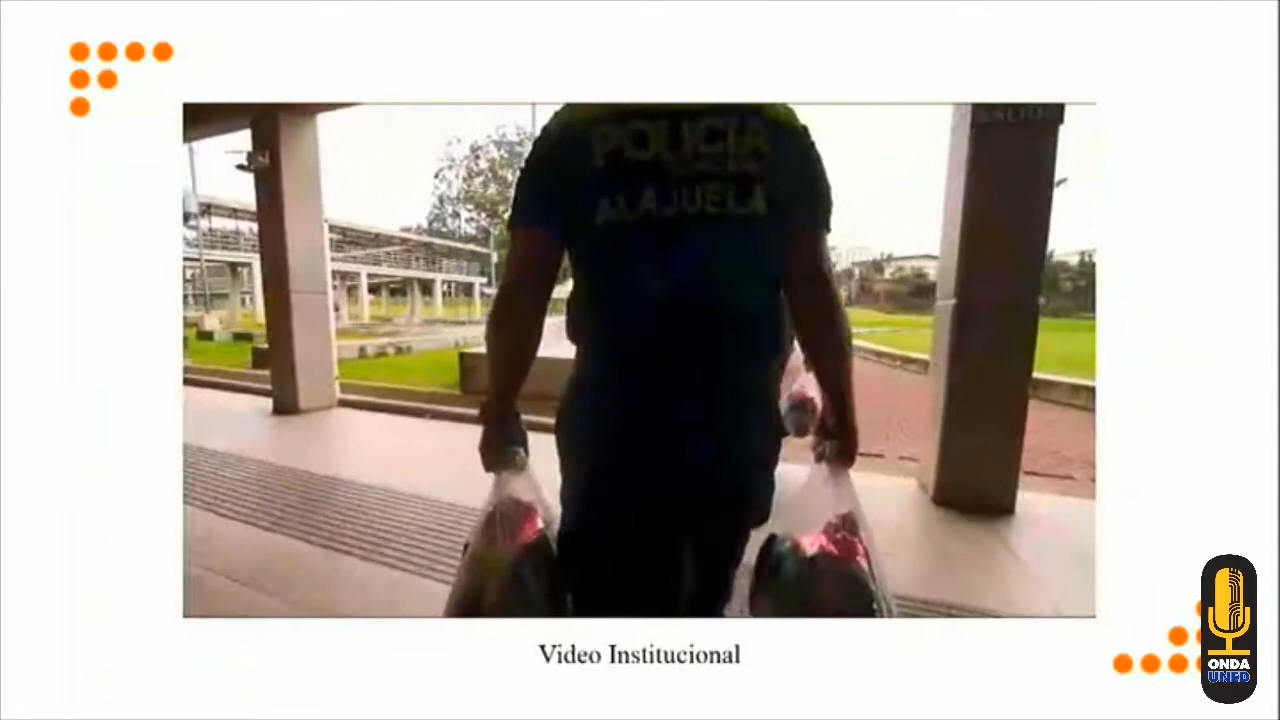 POLICIA
ALAJUELA
Video Institucional
ONDA
UNED